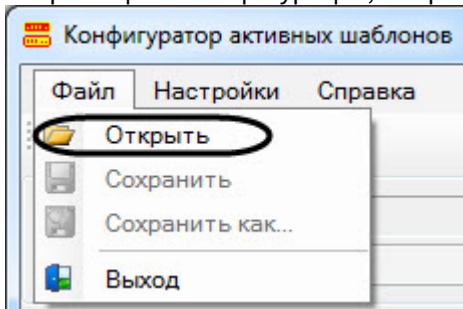 Конфигуратор активных шаблонов
Файл Настройки Справка
Открыть
Сохранить
Сохранить как...
Выход